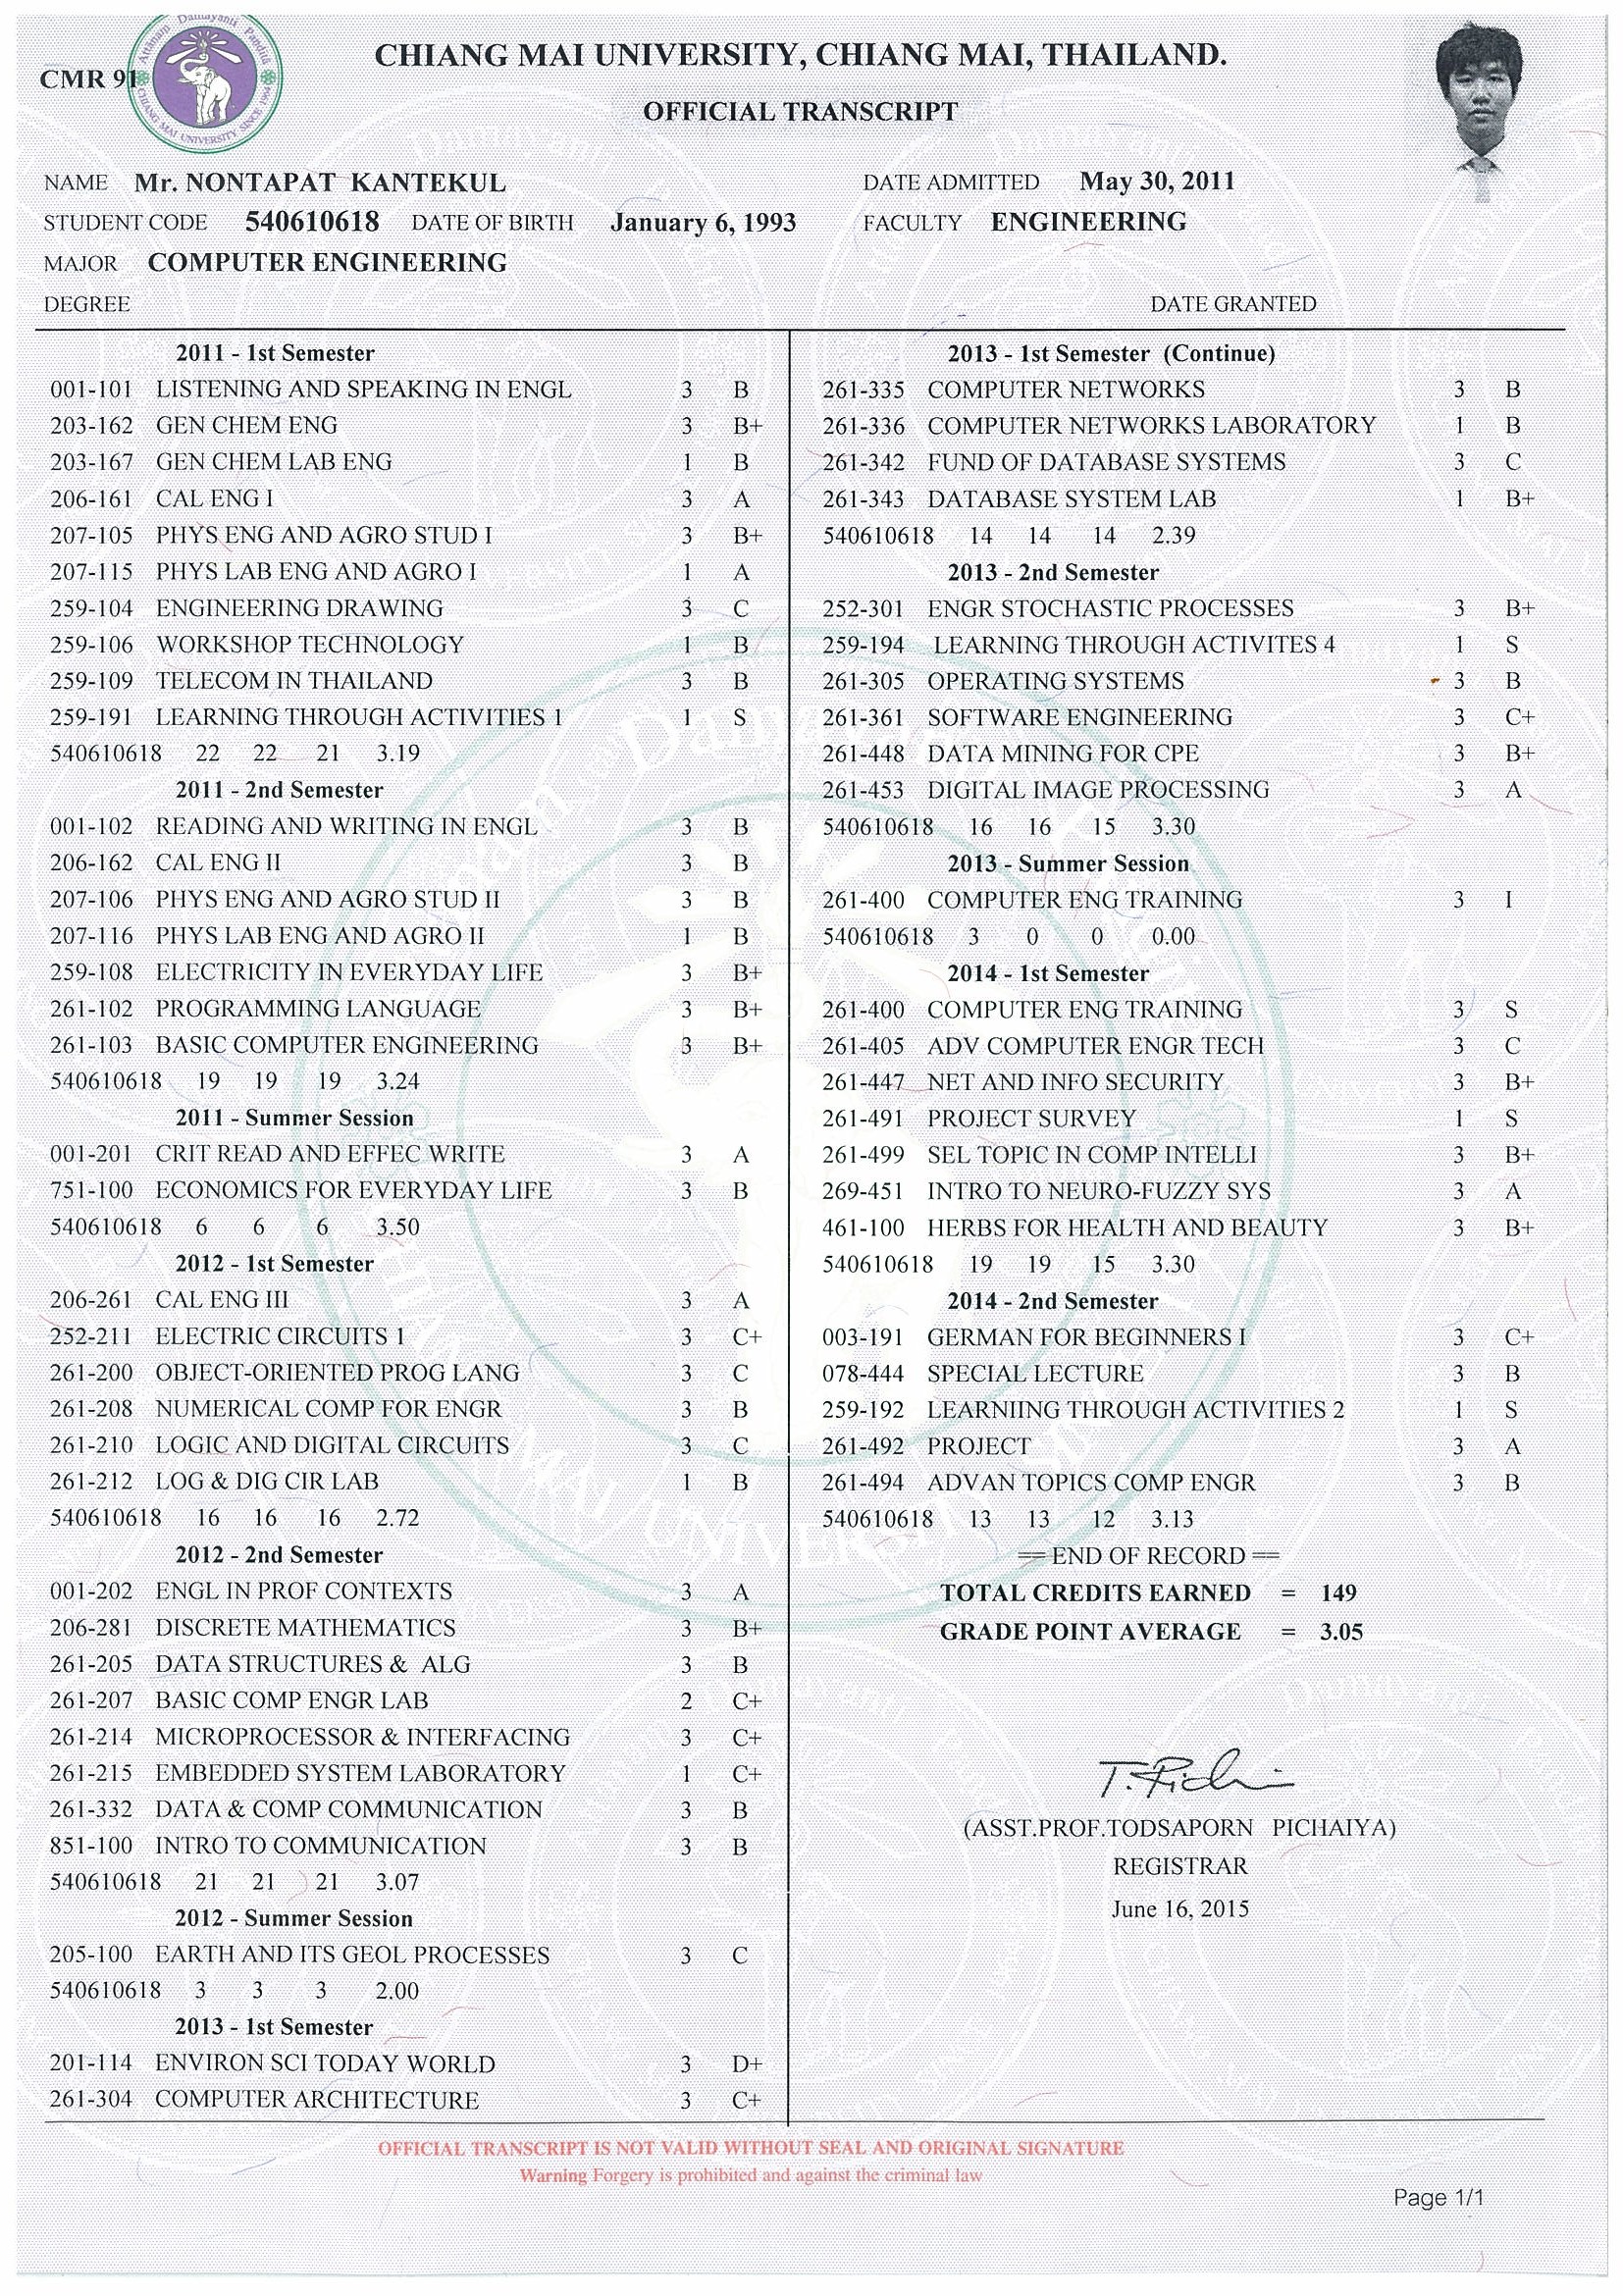 CMR 91
Attānaṃ Damayanti Paṇḍitā
CHIANG MAI UNIVERSITY SINCE 1964
CHIANG MAI UNIVERSITY, CHIANG MAI, THAILAND.
OFFICIAL TRANSCRIPT
NAME Mr. NONTAPAT KANTEKUL DATE ADMITTED May 30, 2011
STUDENT CODE 540610618 DATE OF BIRTH January 6, 1993 FACULTY ENGINEERING
MAJOR COMPUTER ENGINEERING
DEGREE DATE GRANTED
2011 - 1st Semester
001-101 LISTENING AND SPEAKING IN ENGL 3 B
203-162 GEN CHEM ENG 3 B+
203-167 GEN CHEM LAB ENG 1 B
206-161 CAL ENG I 3 A
207-105 PHYS ENG AND AGRO STUD I 3 B+
207-115 PHYS LAB ENG AND AGRO I 1 A
259-104 ENGINEERING DRAWING 3 C
259-106 WORKSHOP TECHNOLOGY 1 B
259-109 TELECOM IN THAILAND 3 B
259-191 LEARNING THROUGH ACTIVITIES 1 1 S
540610618 22 22 21 3.19
2011 - 2nd Semester
001-102 READING AND WRITING IN ENGL 3 B
206-162 CAL ENG II 3 B
207-106 PHYS ENG AND AGRO STUD II 3 B
207-116 PHYS LAB ENG AND AGRO II 1 B
259-108 ELECTRICITY IN EVERYDAY LIFE 3 B+
261-102 PROGRAMMING LANGUAGE 3 B+
261-103 BASIC COMPUTER ENGINEERING 3 B+
540610618 19 19 19 3.24
2011 - Summer Session
001-201 CRIT READ AND EFFEC WRITE 3 A
751-100 ECONOMICS FOR EVERYDAY LIFE 3 B
540610618 6 6 6 3.50
2012 - 1st Semester
206-261 CAL ENG III 3 A
252-211 ELECTRIC CIRCUITS 1 3 C+
261-200 OBJECT-ORIENTED PROG LANG 3 C
261-208 NUMERICAL COMP FOR ENGR 3 B
261-210 LOGIC AND DIGITAL CIRCUITS 3 C
261-212 LOG & DIG CIR LAB 1 B
540610618 16 16 16 2.72
2012 - 2nd Semester
001-202 ENGL IN PROF CONTEXTS 3 A
206-281 DISCRETE MATHEMATICS 3 B+
261-205 DATA STRUCTURES & ALG 3 B
261-207 BASIC COMP ENGR LAB 2 C+
261-214 MICROPROCESSOR & INTERFACING 3 C+
261-215 EMBEDDED SYSTEM LABORATORY 1 C+
261-332 DATA & COMP COMMUNICATION 3 B
851-100 INTRO TO COMMUNICATION 3 B
540610618 21 21 21 3.07
2012 - Summer Session
205-100 EARTH AND ITS GEOL PROCESSES 3 C
540610618 3 3 3 2.00
2013 - 1st Semester
201-114 ENVIRON SCI TODAY WORLD 3 D+
261-304 COMPUTER ARCHITECTURE 3 C+
2013 - 1st Semester (Continue)
261-335 COMPUTER NETWORKS 3 B
261-336 COMPUTER NETWORKS LABORATORY 1 B
261-342 FUND OF DATABASE SYSTEMS 3 C
261-343 DATABASE SYSTEM LAB 1 B+
540610618 14 14 14 2.39
2013 - 2nd Semester
252-301 ENGR STOCHASTIC PROCESSES 3 B+
259-194 LEARNING THROUGH ACTIVITES 4 1 S
261-305 OPERATING SYSTEMS 3 B
261-361 SOFTWARE ENGINEERING 3 C+
261-448 DATA MINING FOR CPE 3 B+
261-453 DIGITAL IMAGE PROCESSING 3 A
540610618 16 16 15 3.30
2013 - Summer Session
261-400 COMPUTER ENG TRAINING 3 I
540610618 3 0 0 0.00
2014 - 1st Semester
261-400 COMPUTER ENG TRAINING 3 S
261-405 ADV COMPUTER ENGR TECH 3 C
261-447 NET AND INFO SECURITY 3 B+
261-491 PROJECT SURVEY 1 S
261-499 SEL TOPIC IN COMP INTELLI 3 B+
269-451 INTRO TO NEURO-FUZZY SYS 3 A
461-100 HERBS FOR HEALTH AND BEAUTY 3 B+
540610618 19 19 15 3.30
2014 - 2nd Semester
003-191 GERMAN FOR BEGINNERS I 3 C+
078-444 SPECIAL LECTURE 3 B
259-192 LEARNIING THROUGH ACTIVITIES 2 1 S
261-492 PROJECT 3 A
261-494 ADVAN TOPICS COMP ENGR 3 B
540610618 13 13 12 3.13
== END OF RECORD ==
TOTAL CREDITS EARNED = 149
GRADE POINT AVERAGE = 3.05
(ASST.PROF.TODSAPORN PICHAIYA)
REGISTRAR
June 16, 2015
OFFICIAL TRANSCRIPT IS NOT VALID WITHOUT SEAL AND ORIGINAL SIGNATURE
Warning Forgery is prohibited and against the criminal law
Page 1/1